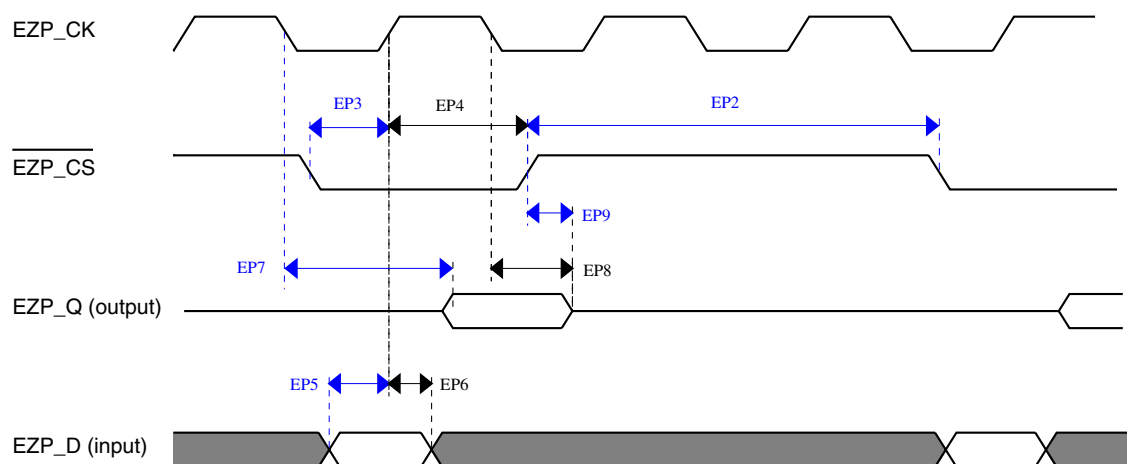 EZP_CK
EP3
EP4
EP2
EZP_CS
EP9
EP7
EP8
EZP_Q (output)
EP5
EP6
EZP_D (input)